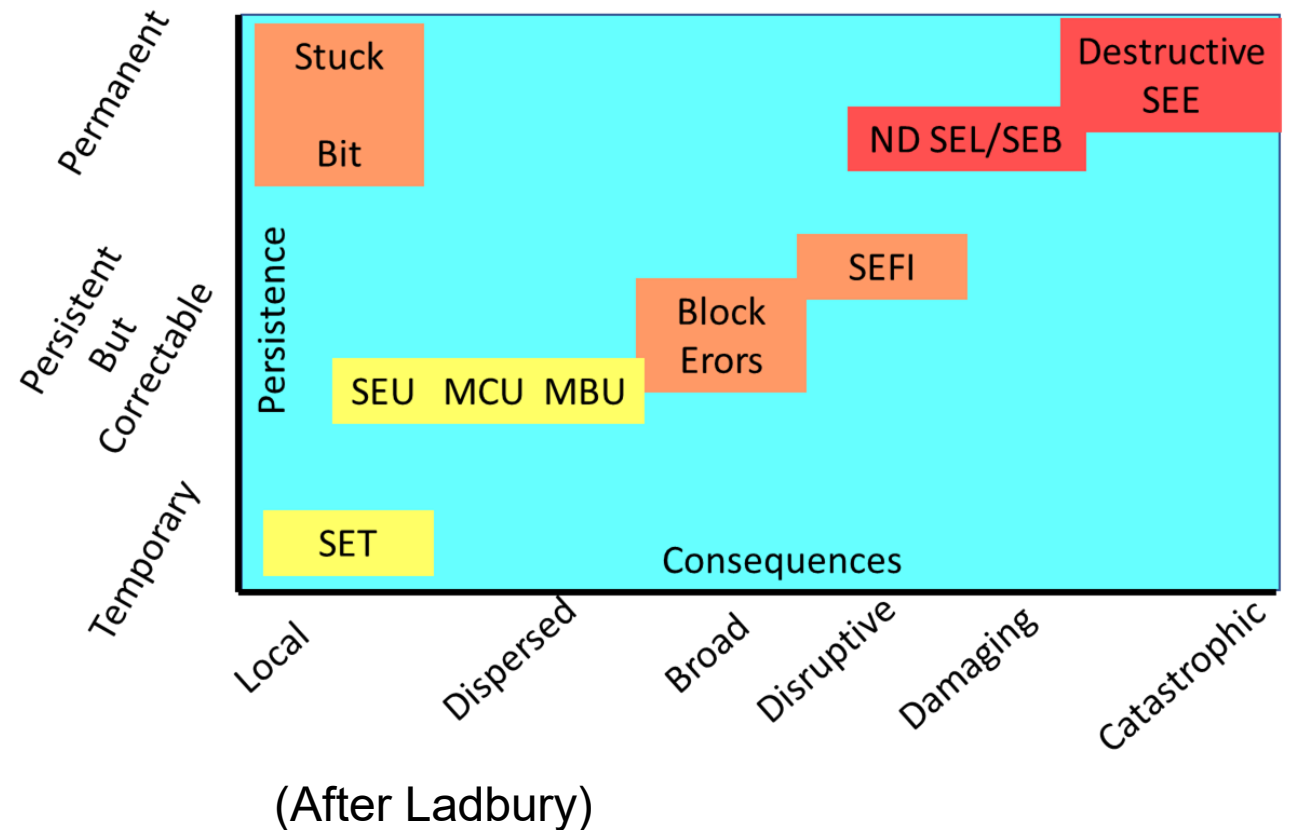 Permanent
Persistent
But
Correctable
Temporary
Persistence
Stuck
Bit
Destructive
SEE
ND SEL/SEB
SEFI
Block
Erors
SEU MCU MBU
SET
Consequences
Local
Dispersed
Broad
Disruptive
Damaging
Catastrophic
(After Ladbury)